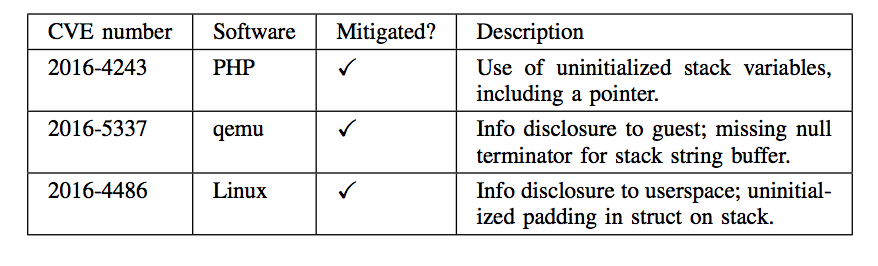 CVE number Software Mitigated? Description
2016-4243 PHP ✓ Use of uninitialized stack variables,
including a pointer.
2016-5337 qemu ✓ Info disclosure to guest; missing null
terminator for stack string buffer.
2016-4486 Linux ✓ Info disclosure to userspace; uninitial-
ized padding in struct on stack.